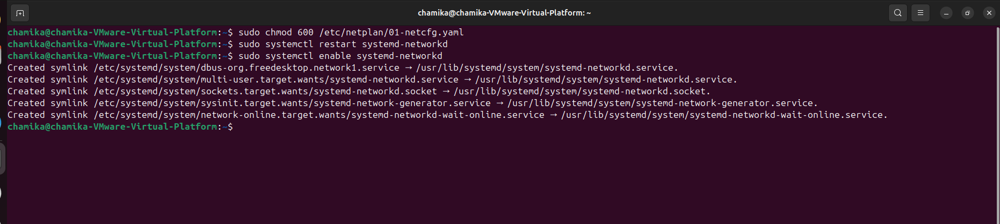 chamika@chamika-VMware-Virtual-Platform: ~
chamika@chamika-VMware-Virtual-Platform:~$ sudo chmod 600 /etc/netplan/01-netcfg.yaml
chamika@chamika-VMware-Virtual-Platform:~$ sudo systemctl restart systemd-networkd
chamika@chamika-VMware-Virtual-Platform:~$ sudo systemctl enable systemd-networkd
Created symlink /etc/systemd/system/dbus-org.freedesktop.network1.service → /usr/lib/systemd/system/systemd-networkd.service.
Created symlink /etc/systemd/system/multi-user.target.wants/systemd-networkd.service → /usr/lib/systemd/system/systemd-networkd.service.
Created symlink /etc/systemd/system/sockets.target.wants/systemd-networkd.socket → /usr/lib/systemd/system/systemd-networkd.socket.
Created symlink /etc/systemd/system/sysinit.target.wants/systemd-network-generator.service → /usr/lib/systemd/system/systemd-network-generator.service.
Created symlink /etc/systemd/system/network-online.target.wants/systemd-networkd-wait-online.service → /usr/lib/systemd/system/systemd-networkd-wait-online.service.
chamika@chamika-VMware-Virtual-Platform:~$